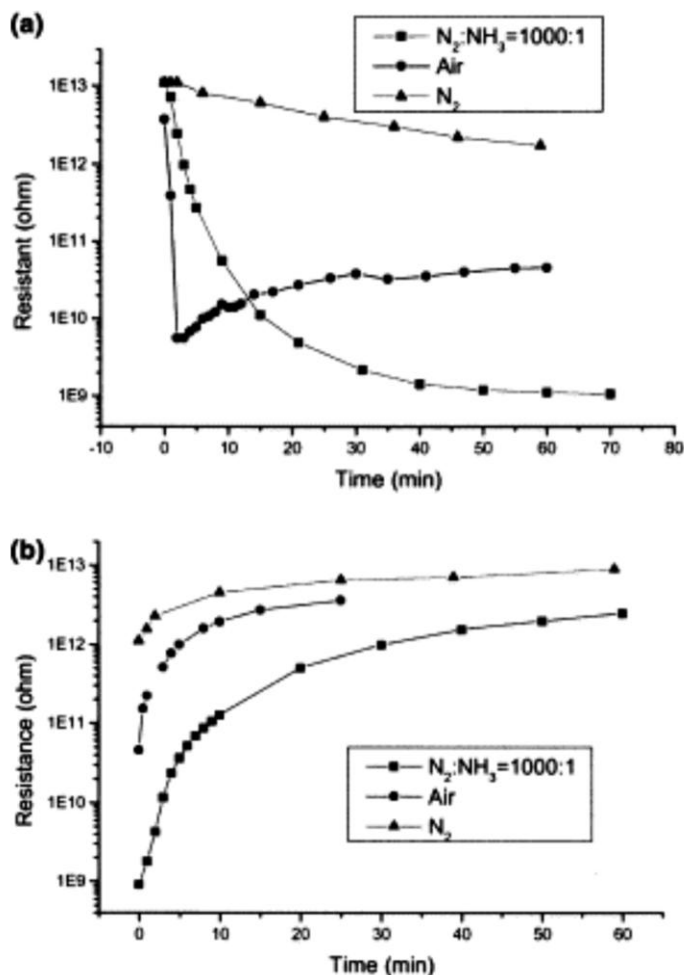 (a)
N₂:NH₃=1000:1
Air
N₂
1E13
1E12
1E11
1E10
1E9
Resistant (ohm)
-10 0 10 20 30 40 50 60 70 80
Time (min)
(b)
1E13
1E12
1E11
1E10
1E9
Resistance (ohm)
N₂:NH₃=1000:1
Air
N₂
0 10 20 30 40 50 60
Time (min)